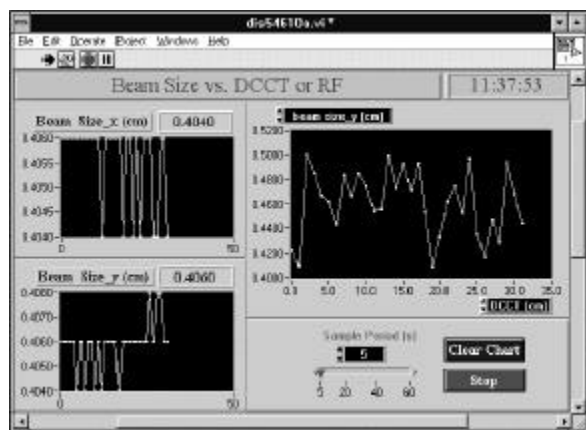 dis54610a.vi *
File Edit Operate Project Windows Help
Beam Size vs. DCCT or RF
11:37:53
Beam Size_x (cm) 0.4040
0.4060
0.4055
0.4050
0.4045
0.4040
0 50
Beam Size_y (cm) 0.4060
0.4080
0.4070
0.4060
0.4050
0.4040
0 50
beam size_y (cm)
0.5200
0.5000
0.4800
0.4600
0.4400
0.4200
0.4000
0.0 5.0 10.0 15.0 20.0 25.0 30.0 35.0
DCCT (cm)
Sample Period (s)
5
5 20 40 60
Clear Chart
Stop